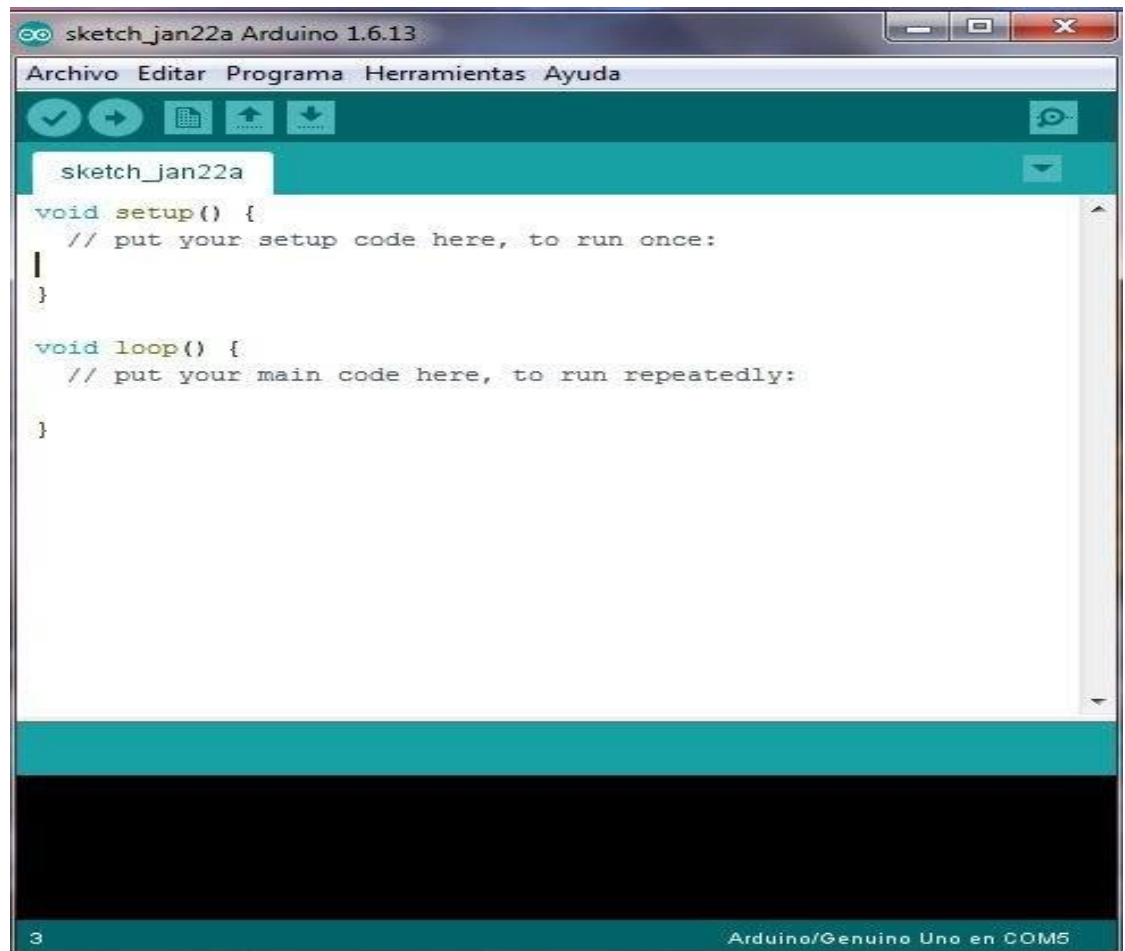 sketch_jan22a Arduino 1.6.13
Archivo Editar Programa Herramientas Ayuda
sketch_jan22a
void setup() {
  // put your setup code here, to run once:

}

void loop() {
  // put your main code here, to run repeatedly:

}
3
Arduino/Genuino Uno en COM5